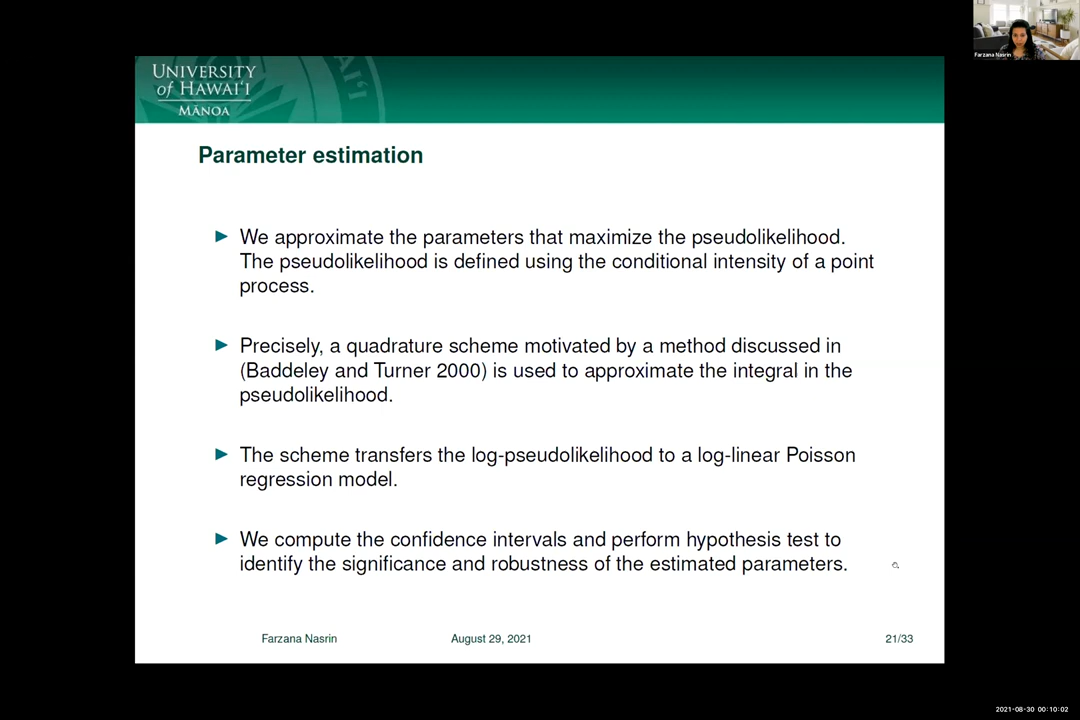 Farzana Nasrin
UNIVERSITY
of HAWAI‘I
MĀNOA
Parameter estimation
We approximate the parameters that maximize the pseudolikelihood.
The pseudolikelihood is defined using the conditional intensity of a point
process.
Precisely, a quadrature scheme motivated by a method discussed in
(Baddeley and Turner 2000) is used to approximate the integral in the
pseudolikelihood.
The scheme transfers the log-pseudolikelihood to a log-linear Poisson
regression model.
We compute the confidence intervals and perform hypothesis test to
identify the significance and robustness of the estimated parameters.
Farzana Nasrin
August 29, 2021
21/33
2021-08-30 00:10:02